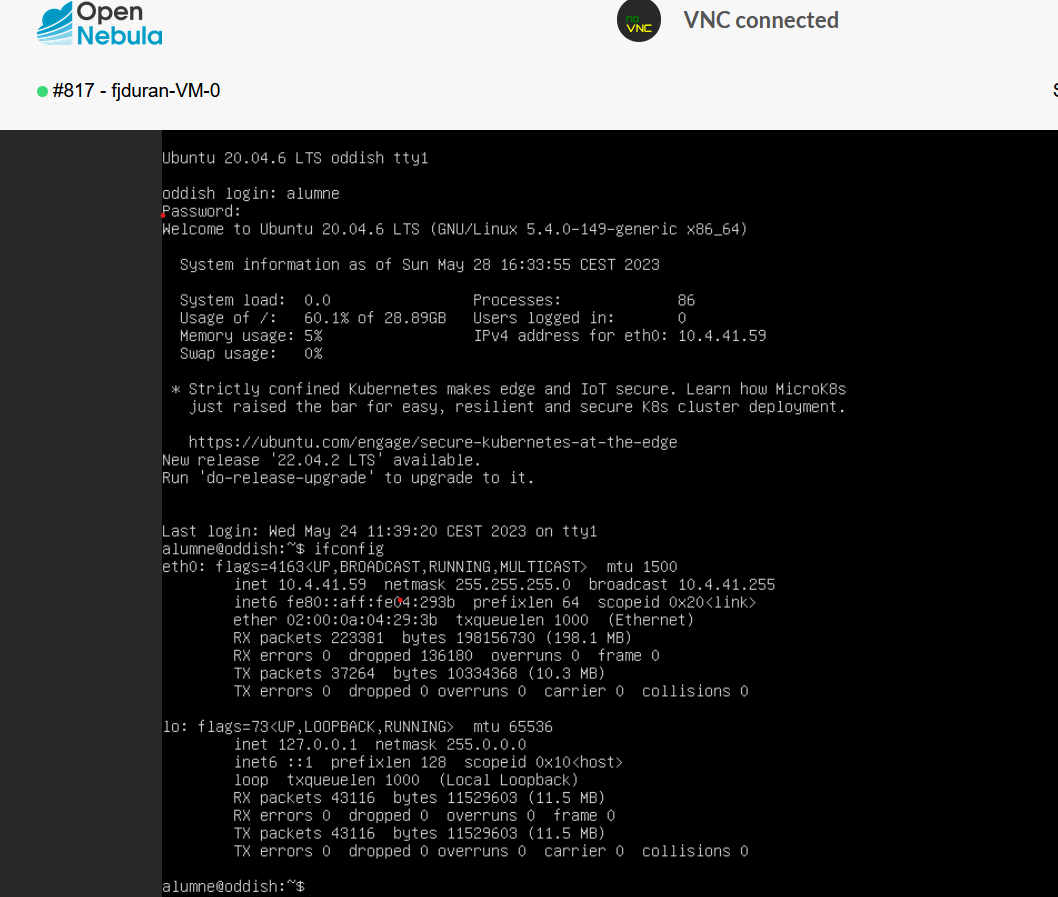 Open
Nebula
no
VNC
VNC connected
#817 - fjduran-VM-0
Ubuntu 20.04.6 LTS oddish tty1
oddish login: alumne
Password:
Welcome to Ubuntu 20.04.6 LTS (GNU/Linux 5.4.0-149-generic x86_64)
System information as of Sun May 28 16:33:55 CEST 2023
System load: 0.0 Processes: 86
Usage of /: 60.1% of 28.89GB Users logged in: 0
Memory usage: 5% IPv4 address for eth0: 10.4.41.59
Swap usage: 0%
* Strictly confined Kubernetes makes edge and IoT secure. Learn how MicroK8s
just raised the bar for easy, resilient and secure K8s cluster deployment.
https://ubuntu.com/engage/secure-kubernetes-at-the-edge
New release '22.04.2 LTS' available.
Run 'do-release-upgrade' to upgrade to it.
Last login: Wed May 24 11:39:20 CEST 2023 on tty1
alumne@oddish:~$ ifconfig
eth0: flags=4163<UP,BROADCAST,RUNNING,MULTICAST> mtu 1500
inet 10.4.41.59 netmask 255.255.255.0 broadcast 10.4.41.255
inet6 fe80::aff:fe04:293b prefixlen 64 scopeid 0x20<link>
ether 02:00:0a:04:29:3b txqueuelen 1000 (Ethernet)
RX packets 223381 bytes 198156730 (198.1 MB)
RX errors 0 dropped 136180 overruns 0 frame 0
TX packets 37264 bytes 10334368 (10.3 MB)
TX errors 0 dropped 0 overruns 0 carrier 0 collisions 0
lo: flags=73<UP,LOOPBACK,RUNNING> mtu 65536
inet 127.0.0.1 netmask 255.0.0.0
inet6 ::1 prefixlen 128 scopeid 0x10<host>
loop txqueuelen 1000 (Local Loopback)
RX packets 43116 bytes 11529603 (11.5 MB)
RX errors 0 dropped 0 overruns 0 frame 0
TX packets 43116 bytes 11529603 (11.5 MB)
TX errors 0 dropped 0 overruns 0 carrier 0 collisions 0
alumne@oddish:~$